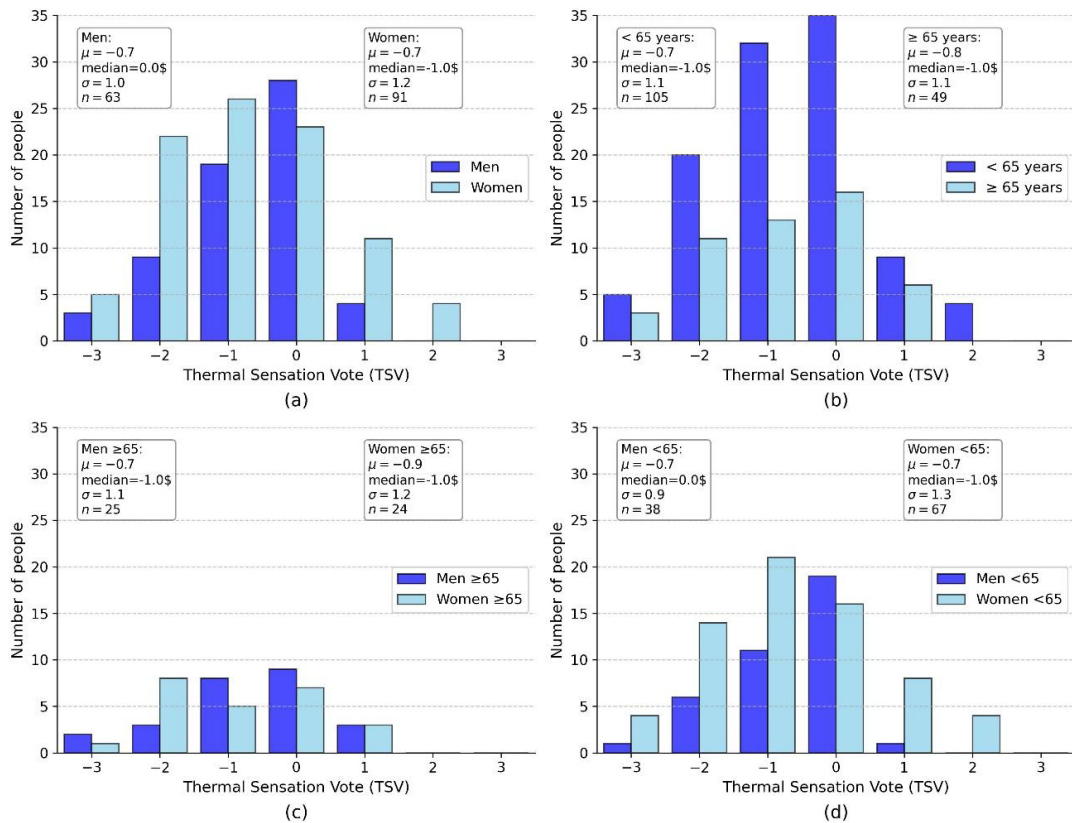 35
30
25
20
15
10
5
0
Number of people
Men:
μ = −0.7
median=0.0$
σ = 1.0
n = 63
Women:
μ = −0.7
median=-1.0$
σ = 1.2
n = 91
Men
Women
−3 −2 −1 0 1 2 3
Thermal Sensation Vote (TSV)
(a)
35
30
25
20
15
10
5
0
Number of people
< 65 years:
μ = −0.7
median=-1.0$
σ = 1.1
n = 105
≥ 65 years:
μ = −0.8
median=-1.0$
σ = 1.1
n = 49
< 65 years
≥ 65 years
−3 −2 −1 0 1 2 3
Thermal Sensation Vote (TSV)
(b)
35
30
25
20
15
10
5
0
Number of people
Men ≥65:
μ = −0.7
median=-1.0$
σ = 1.1
n = 25
Women ≥65:
μ = −0.9
median=-1.0$
σ = 1.2
n = 24
Men ≥65
Women ≥65
−3 −2 −1 0 1 2 3
Thermal Sensation Vote (TSV)
(c)
35
30
25
20
15
10
5
0
Number of people
Men <65:
μ = −0.7
median=0.0$
σ = 0.9
n = 38
Women <65:
μ = −0.7
median=-1.0$
σ = 1.3
n = 67
Men <65
Women <65
−3 −2 −1 0 1 2 3
Thermal Sensation Vote (TSV)
(d)